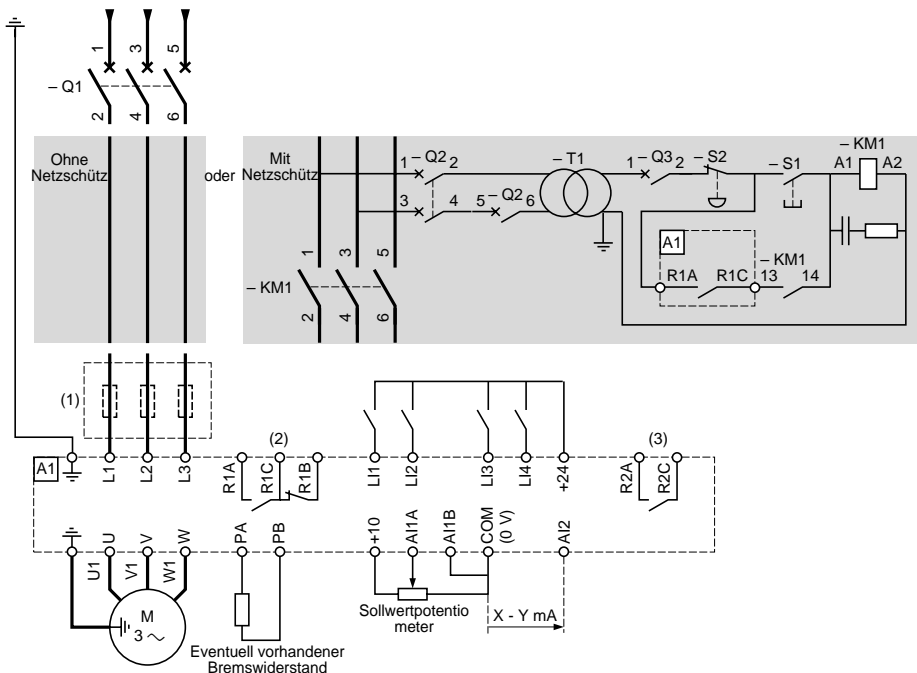 1 3 5
– Q1
2 4 6
Ohne
Netzschütz
oder
Mit
Netzschütz
1 – Q2 2
3 4 5 – Q2 6
– T1
1 – Q3 2
– S2
– S1
– KM1
A1 A2
A1
R1A R1C
– KM1
13 14
1 3 5
– KM1
2 4 6
(1)
(2)
(3)
A1
L1 L2 L3 R1A R1C R1B LI1 LI2 LI3 LI4 +24 R2A R2C
U V W PA PB +10 AI1A AI1B COM (0 V) AI2
U1 V1 W1
M
3
Sollwertpotentio
meter
X - Y mA
Eventuell vorhandener
Bremswiderstand